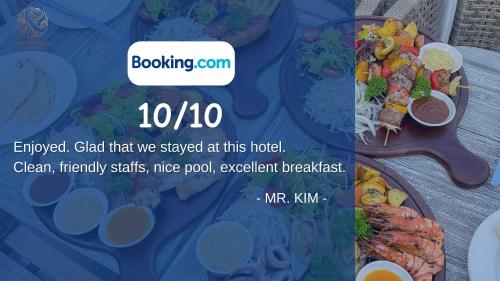 Booking.com
10/10
Enjoyed. Glad that we stayed at this hotel.
Clean, friendly staffs, nice pool, excellent breakfast.
- MR. KIM -